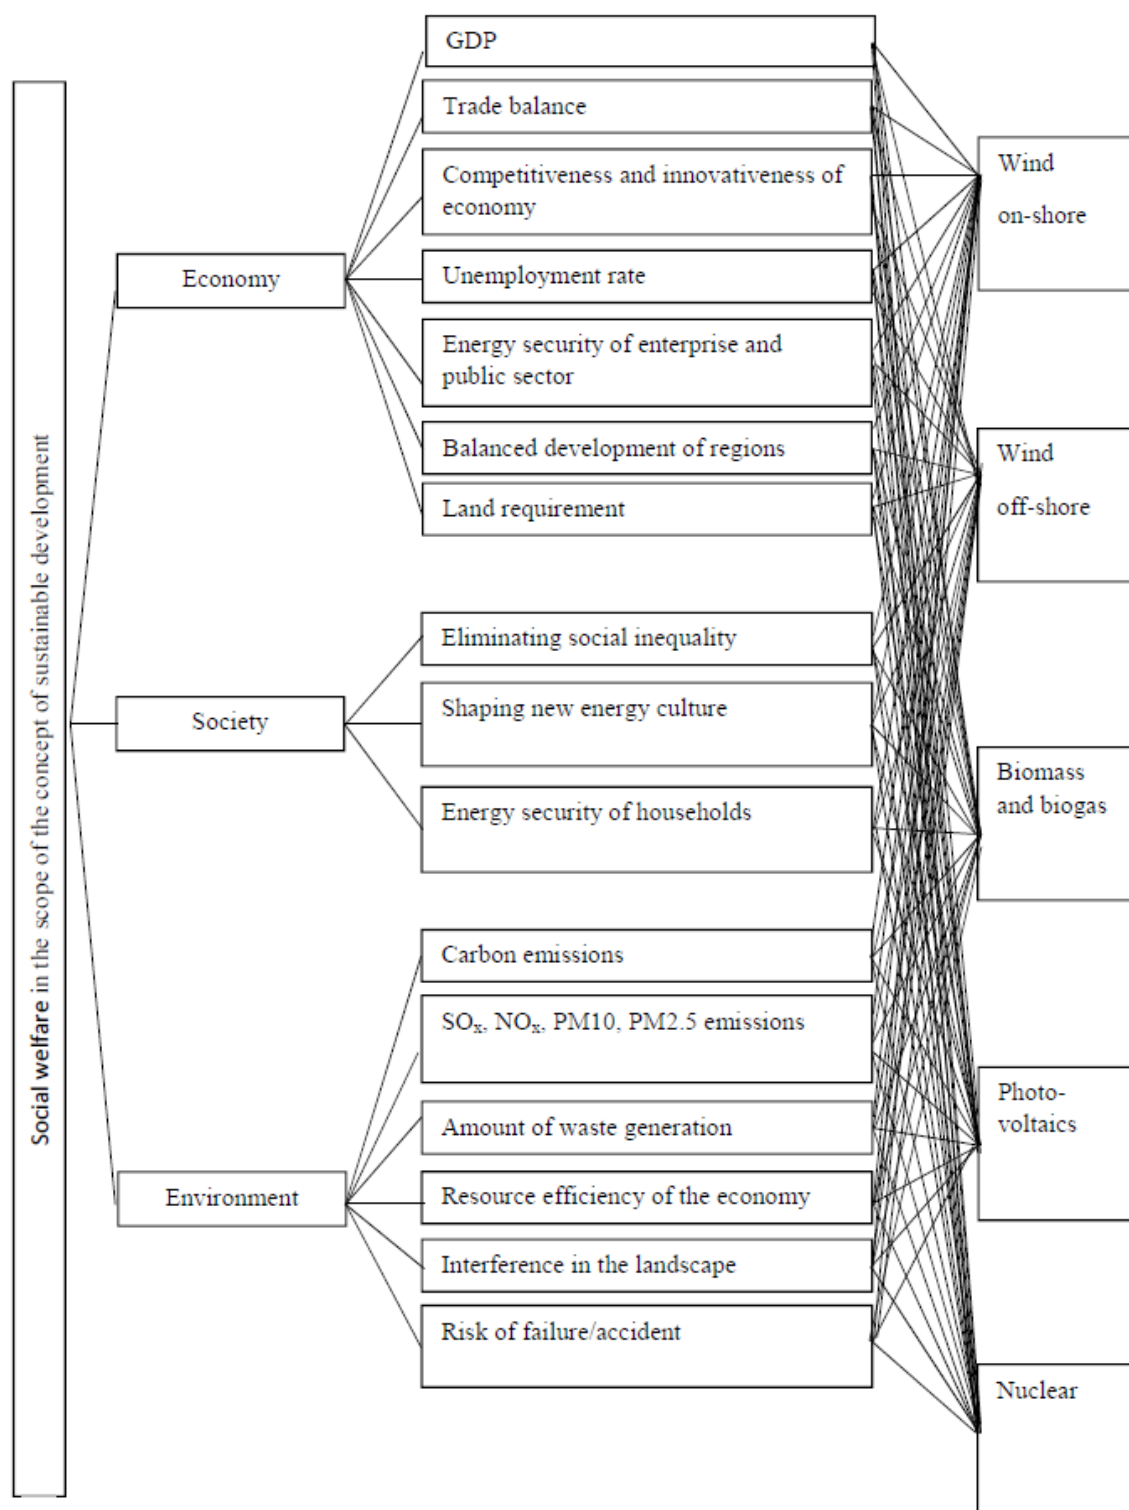 Social welfare in the scope of the concept of sustainable development
Economy
Society
Environment
GDP
Trade balance
Competitiveness and innovativeness of
economy
Unemployment rate
Energy security of enterprise and
public sector
Balanced development of regions
Land requirement
Eliminating social inequality
Shaping new energy culture
Energy security of households
Carbon emissions
SOₓ, NOₓ, PM10, PM2.5 emissions
Amount of waste generation
Resource efficiency of the economy
Interference in the landscape
Risk of failure/accident
Wind
on-shore
Wind
off-shore
Biomass
and biogas
Photo-
voltaics
Nuclear